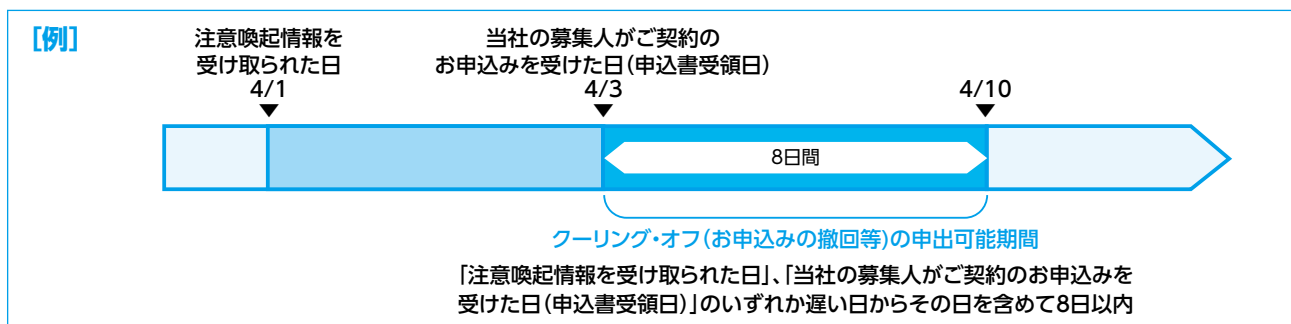 [例]
注意喚起情報を
受け取られた日
4/1
当社の募集人がご契約の
お申込みを受けた日(申込書受領日)
4/3
4/10
8日間
クーリング・オフ(お申込みの撤回等)の申出可能期間
「注意喚起情報を受け取られた日」、「当社の募集人がご契約のお申込みを
受けた日(申込書受領日)」のいずれか遅い日からその日を含めて8日以内